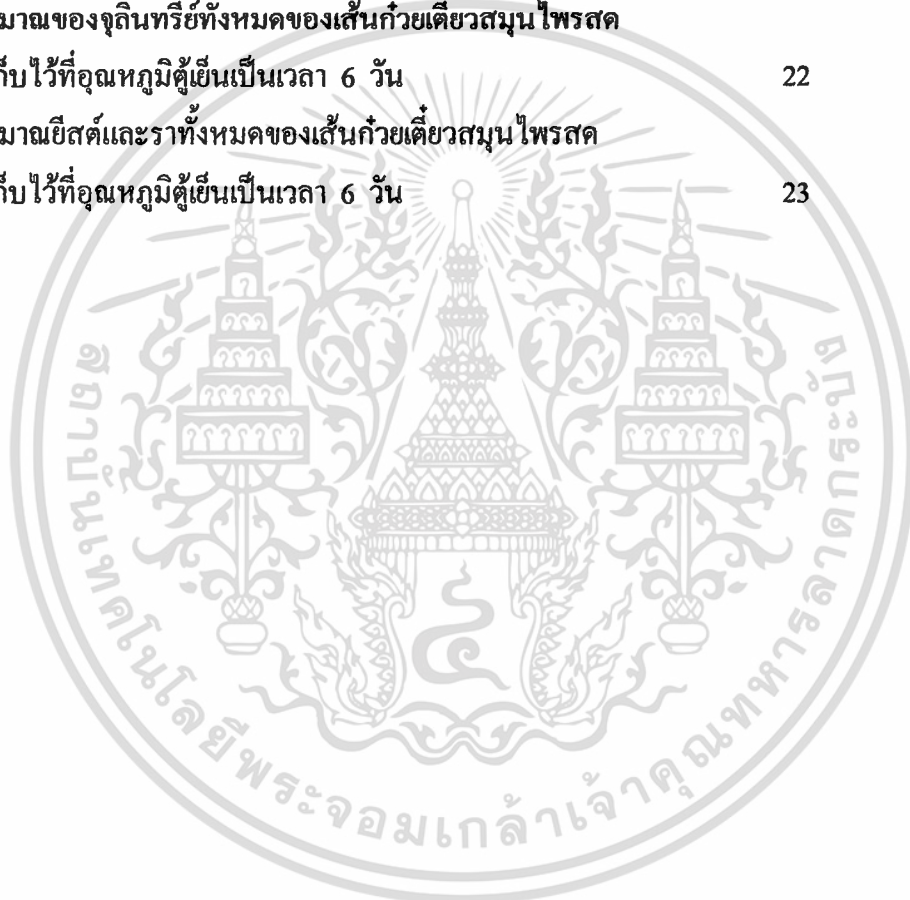 มาณของจุลินทรีย์ทั้งหมดของเส้นก๋วยเตี๋ยวสมุนไพรสด
ก็บไว้ที่อุณหภูมิตู้เย็นเป็นเวลา 6 วัน 22
มาณยีสต์และราทั้งหมดของเส้นก๋วยเตี๋ยวสมุนไพรสด
ก็บไว้ที่อุณหภูมิตู้เย็นเป็นเวลา 6 วัน 23
สถาบันเทคโนโลยีพระจอมเกล้าเจ้าคุณทหารลาดกระบัง
๔